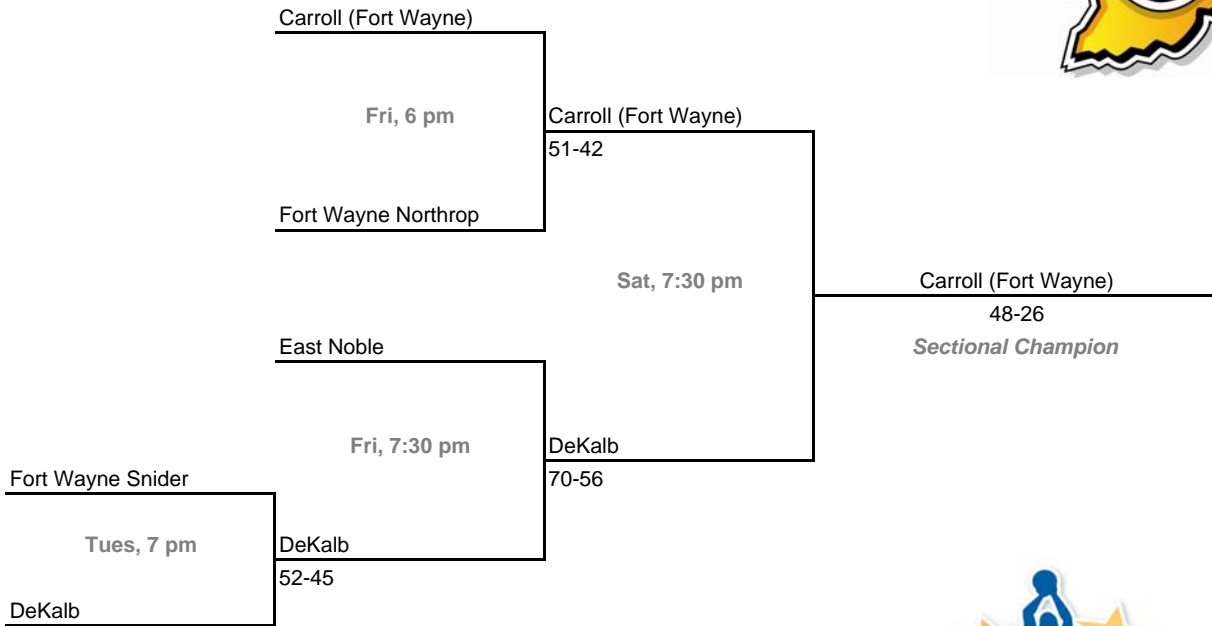 Carroll (Fort Wayne)
Fri, 6 pm
Carroll (Fort Wayne)
51-42
Fort Wayne Northrop
Sat, 7:30 pm
Carroll (Fort Wayne)
48-26
Sectional Champion
East Noble
Fri, 7:30 pm
DeKalb
70-56
Fort Wayne Snider
Tues, 7 pm
DeKalb
52-45
DeKalb